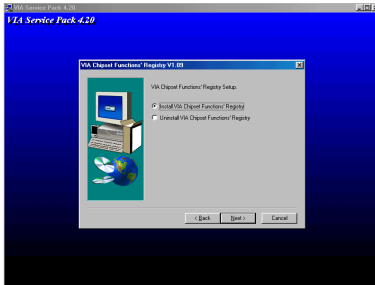 VIA Service Pack 4.20
VIA Service Pack 4.20
VIA Chipset Functions' Registry V1.09
VIA Chipset Functions' Registry Setup.
Install VIA Chipset Functions' Registry
Uninstall VIA Chipset Functions' Registry
< Back
Next >
Cancel